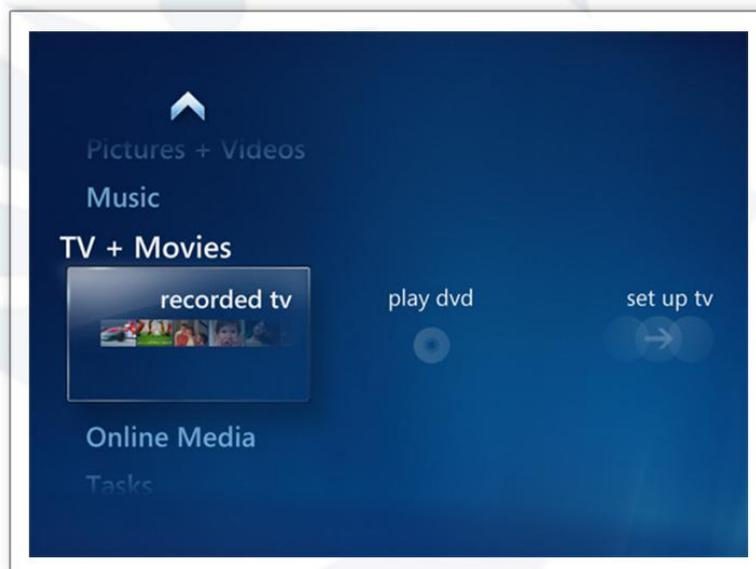 Pictures + Videos
Music
TV + Movies
recorded tv
play dvd
set up tv
Online Media
Tasks